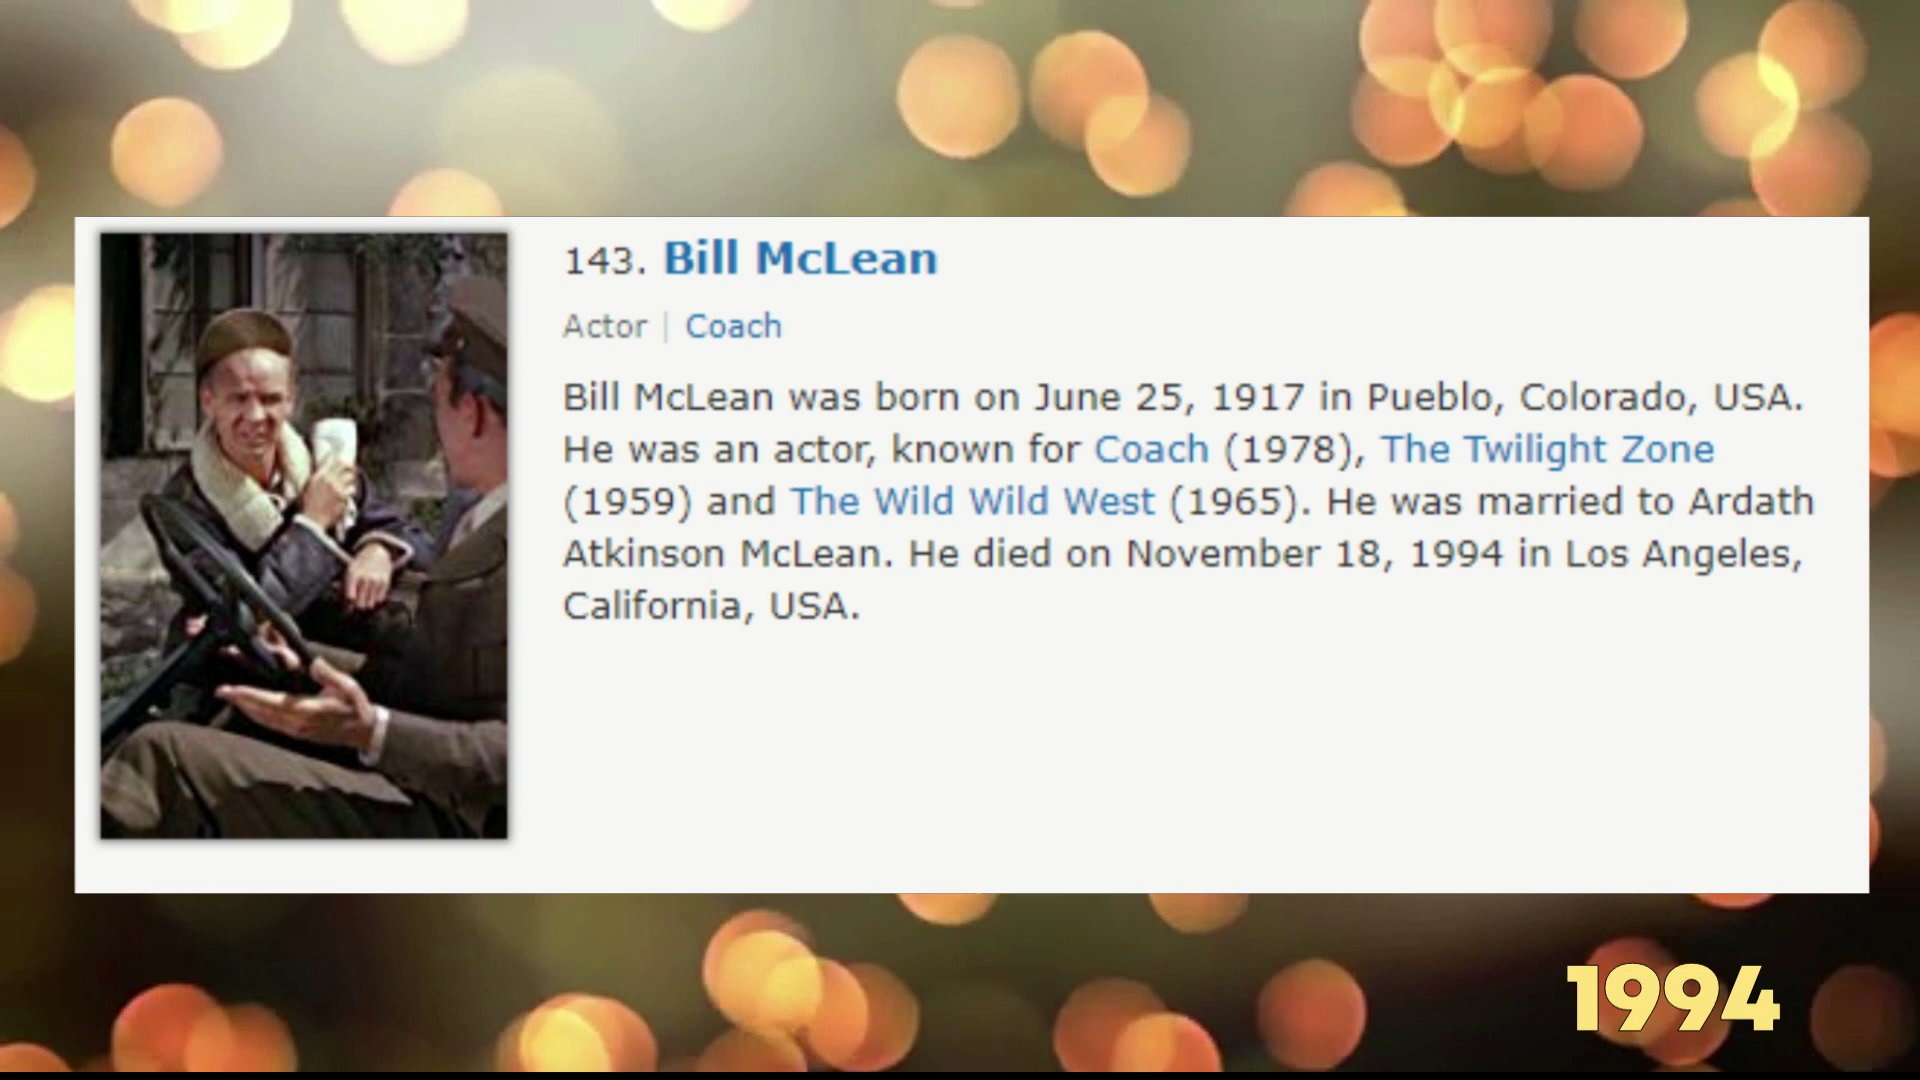 143. Bill McLean
Actor | Coach
Bill McLean was born on June 25, 1917 in Pueblo, Colorado, USA.
He was an actor, known for Coach (1978), The Twilight Zone
(1959) and The Wild Wild West (1965). He was married to Ardath
Atkinson McLean. He died on November 18, 1994 in Los Angeles,
California, USA.
1994